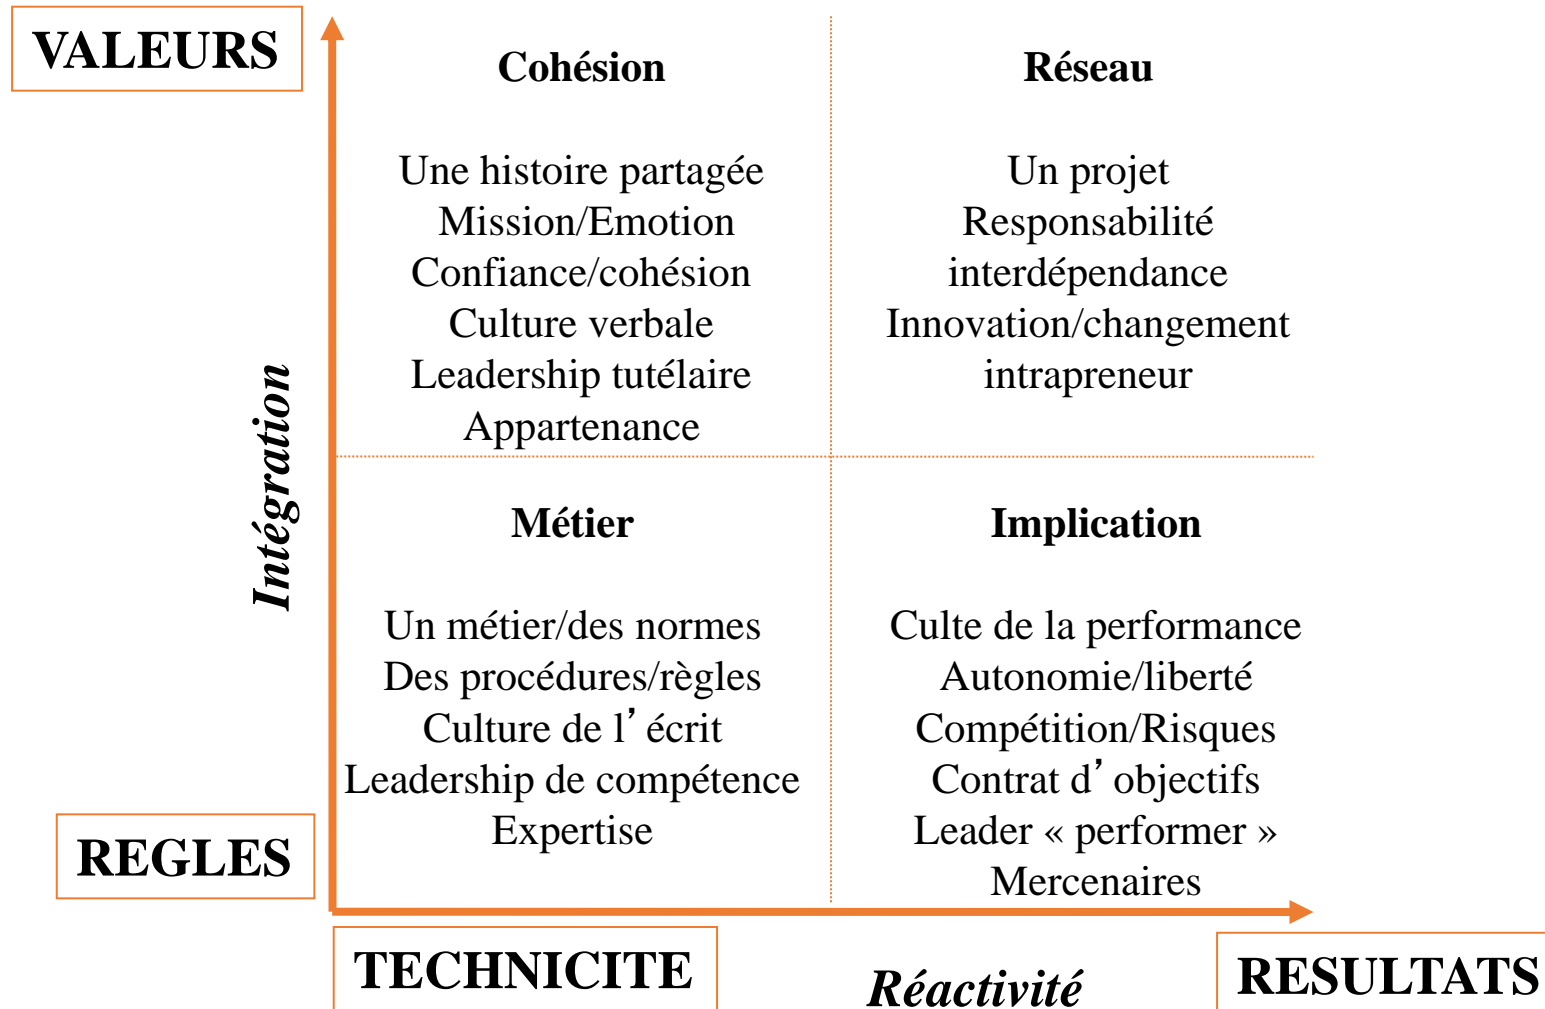 VALEURS
Cohésion
Une histoire partagée
Mission/Emotion
Confiance/cohésion
Culture verbale
Leadership tutélaire
Appartenance
Réseau
Un projet
Responsabilité
interdépendance
Innovation/changement
intrapreneur
Intégration
Métier
Un métier/des normes
Des procédures/règles
Culture de l’ écrit
Leadership de compétence
Expertise
Implication
Culte de la performance
Autonomie/liberté
Compétition/Risques
Contrat d’ objectifs
Leader « performer »
Mercenaires
REGLES
TECHNICITE
Réactivité
RESULTATS